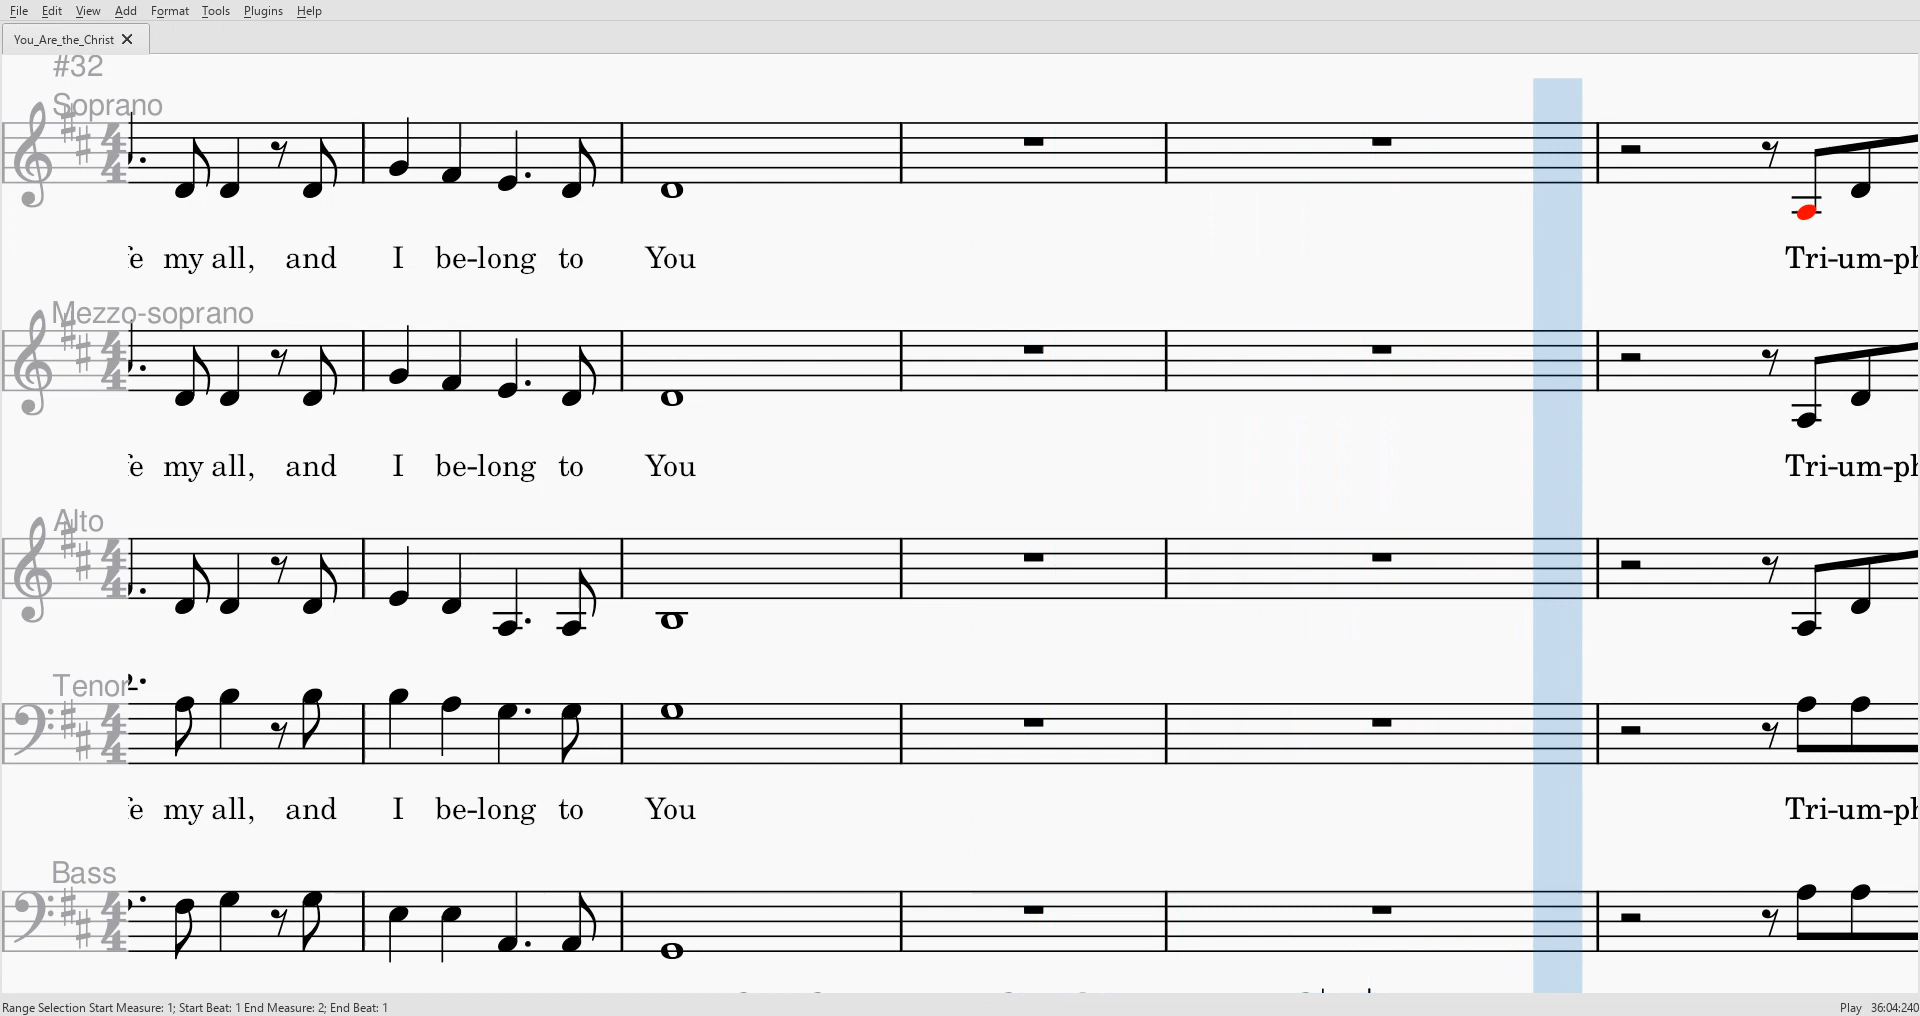 File Edit View Add Format Tools Plugins Help
You_Are_the_Christ
#32
Soprano
my all, and I be-long to You Tri-um-ph
Mezzo-soprano
my all, and I be-long to You Tri-um-ph
Alto
Tenor
my all, and I be-long to You Tri-um-ph
Bass
Range Selection Start Measure: 1; Start Beat: 1 End Measure: 2; End Beat: 1 Play 36:04:240